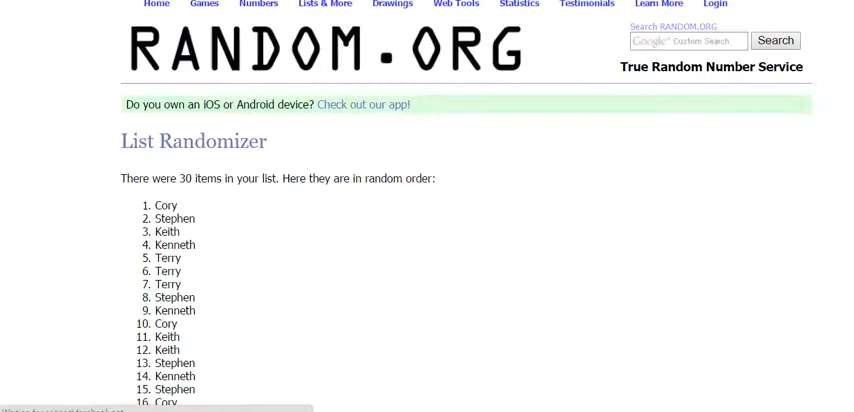 Home Games Numbers Lists & More Drawings Web Tools Statistics Testimonials Learn More Login
Search RANDOM.ORG
RANDOM.ORG
Google Custom Search Search
True Random Number Service
Do you own an iOS or Android device? Check out our app!
List Randomizer
There were 30 items in your list. Here they are in random order:
1. Cory
2. Stephen
3. Keith
4. Kenneth
5. Terry
6. Terry
7. Terry
8. Stephen
9. Kenneth
10. Cory
11. Keith
12. Keith
13. Stephen
14. Kenneth
15. Stephen
16. Cory